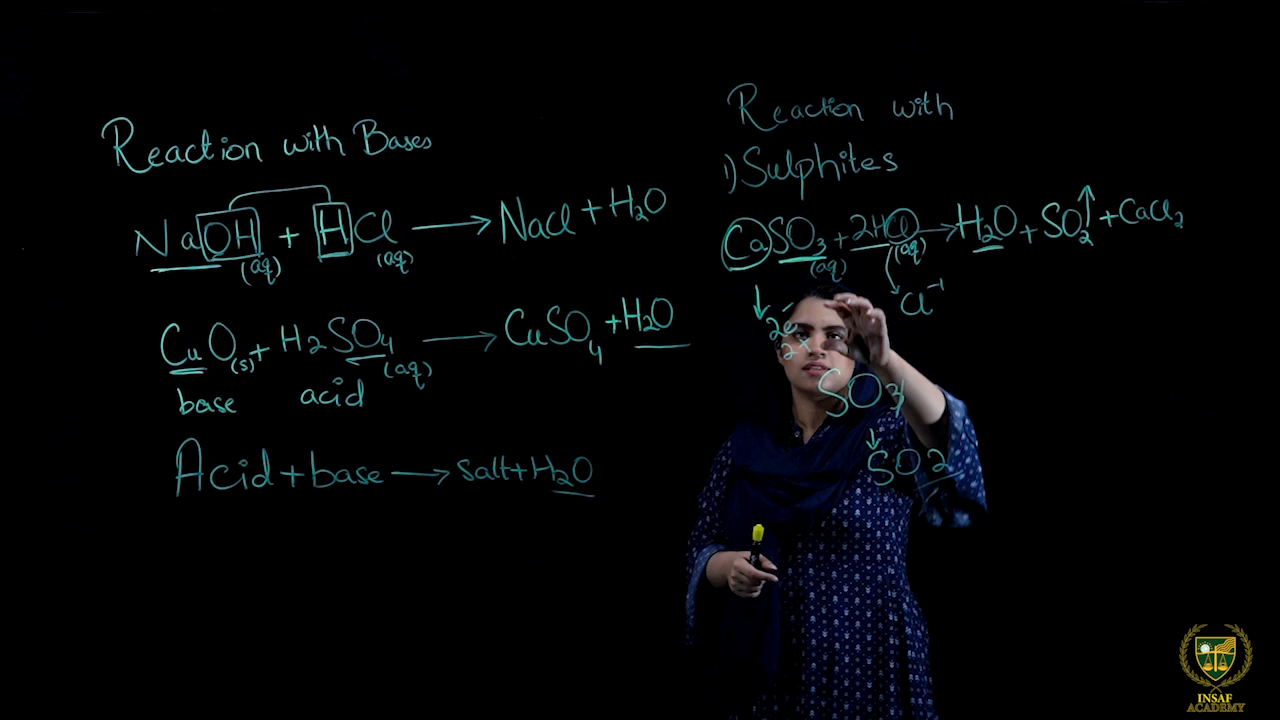 Reaction with Bases
NaOH + HCl → NaCl + H₂O
(aq) (aq)
CuO(s) + H₂SO₄ → CuSO₄ + H₂O
(aq)
base acid
Acid + base → salt + H₂O
Reaction with
1) Sulphites
CaSO₃ + 2HCl → H₂O + SO₂↑ + CaCl₂
(aq) (aq)
↓ Cl⁻¹
2e⁻
SO₃
↓
SO₂
INSAF
ACADEMY